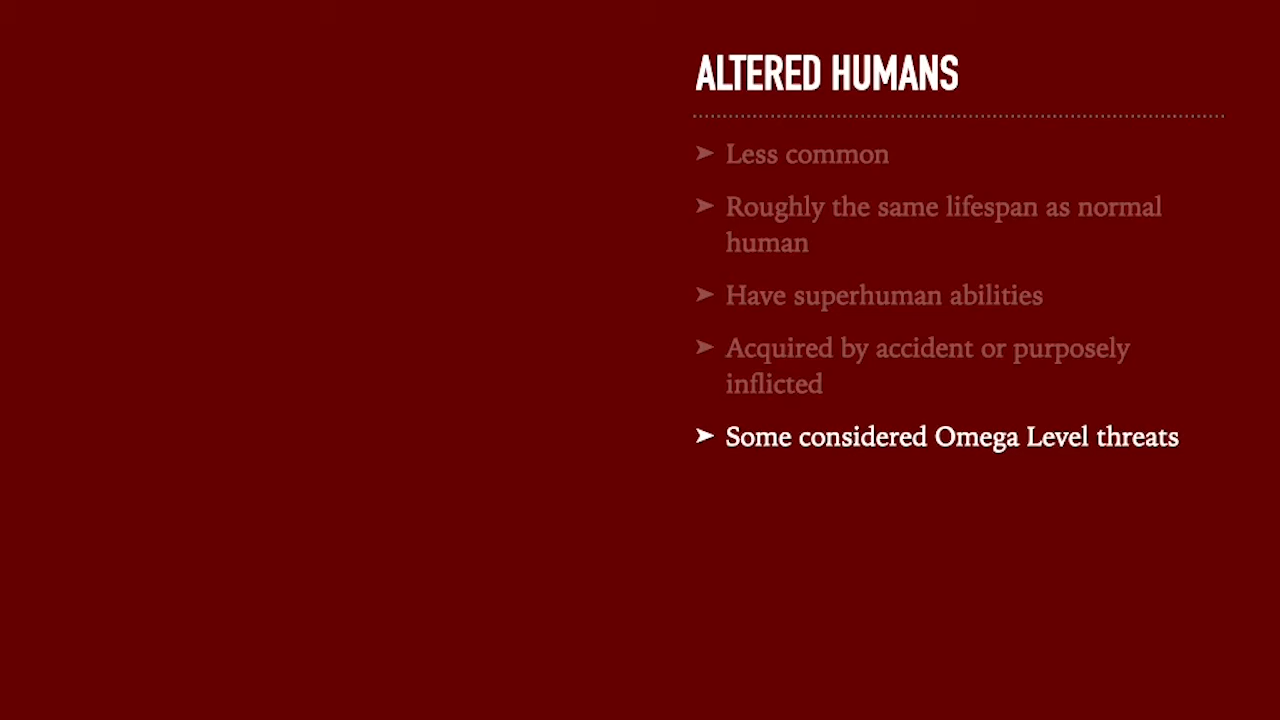 ALTERED HUMANS
➤ Less common
➤ Roughly the same lifespan as normal
human
➤ Have superhuman abilities
➤ Acquired by accident or purposely
inflicted
➤ Some considered Omega Level threats